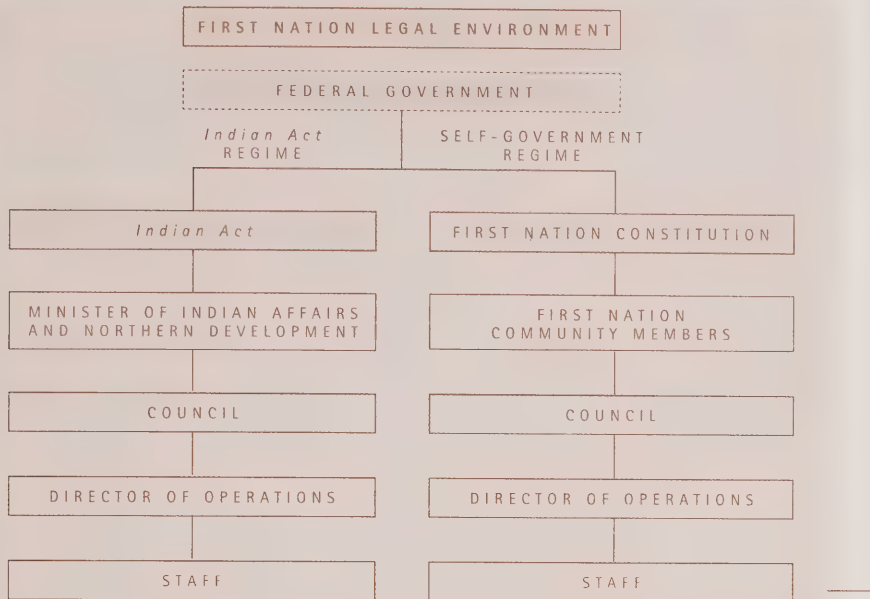 FIRST NATION LEGAL ENVIRONMENT
FEDERAL GOVERNMENT
Indian Act
REGIME
SELF-GOVERNMENT
REGIME
Indian Act
FIRST NATION CONSTITUTION
MINISTER OF INDIAN AFFAIRS
AND NORTHERN DEVELOPMENT
FIRST NATION
COMMUNITY MEMBERS
COUNCIL
COUNCIL
DIRECTOR OF OPERATIONS
DIRECTOR OF OPERATIONS
STAFF
STAFF